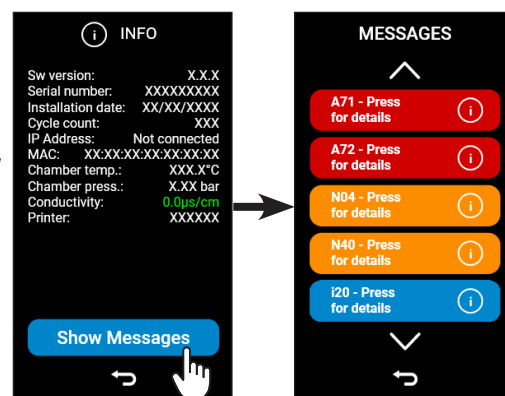 i INFO
Sw version: X.X.X
Serial number: XXXXXXXXX
Installation date: XX/XX/XXXX
Cycle count: XXX
IP Address: Not connected
MAC: XX:XX:XX:XX:XX:XX:XX
Chamber temp.: XXX.X°C
Chamber press.: X.XX bar
Conductivity: 0.0µs/cm
Printer: XXXXXX
Show Messages
MESSAGES
A71 - Press
for details i
A72 - Press
for details i
N04 - Press
for details i
N40 - Press
for details i
i20 - Press
for details i